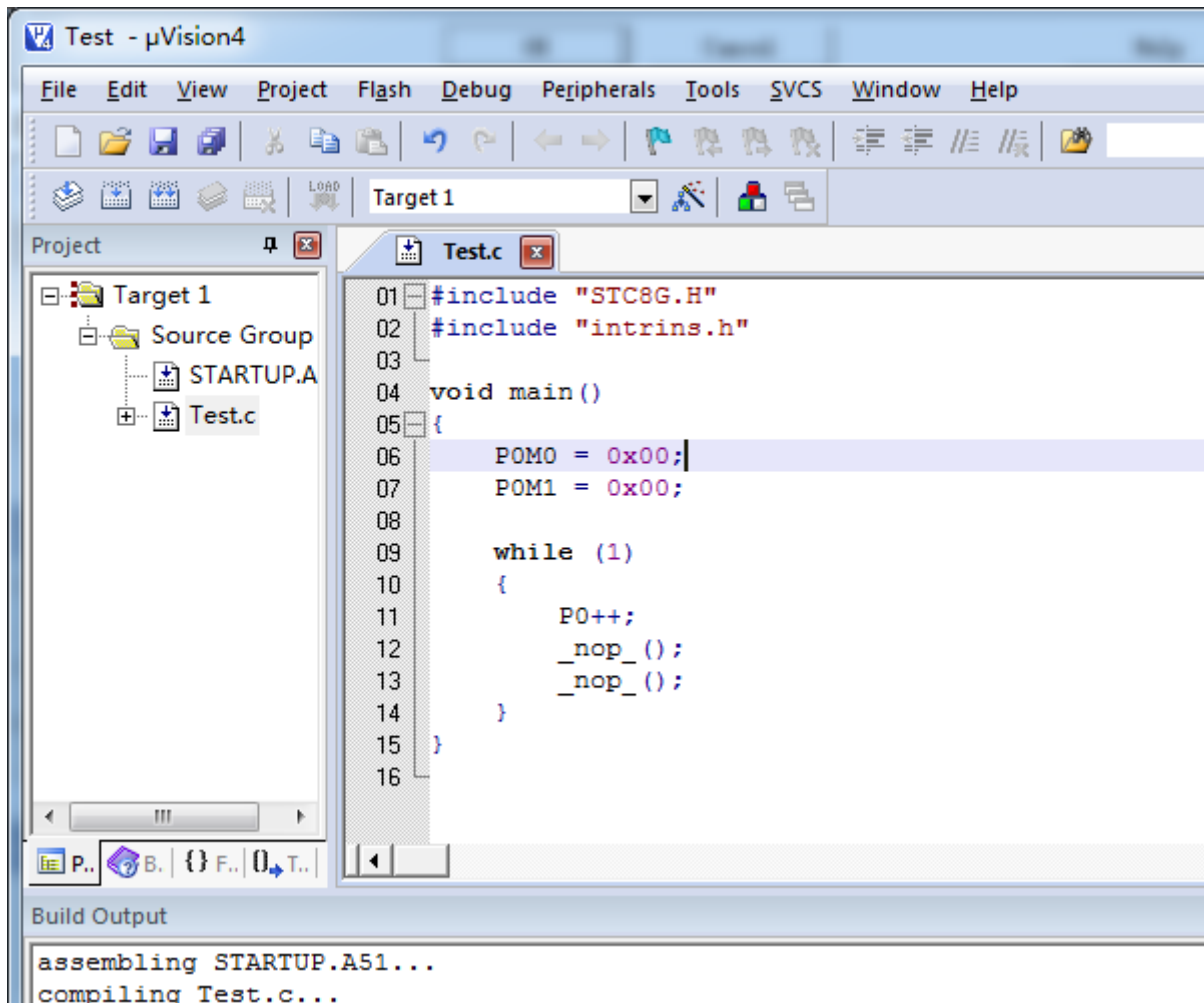 Test - µVision4
File Edit View Project Flash Debug Peripherals Tools SVCS Window Help
LOAD
Target 1
Project
Test.c
Target 1
Source Group
STARTUP.A
Test.c
01 #include "STC8G.H"
02 #include "intrins.h"
03
04 void main()
05 {
06 P0M0 = 0x00;
07 P0M1 = 0x00;
08
09 while (1)
10 {
11 P0++;
12 _nop_();
13 _nop_();
14 }
15 }
16
P.. B. {} F.. 0 T..
Build Output
assembling STARTUP.A51...
compiling Test.c...